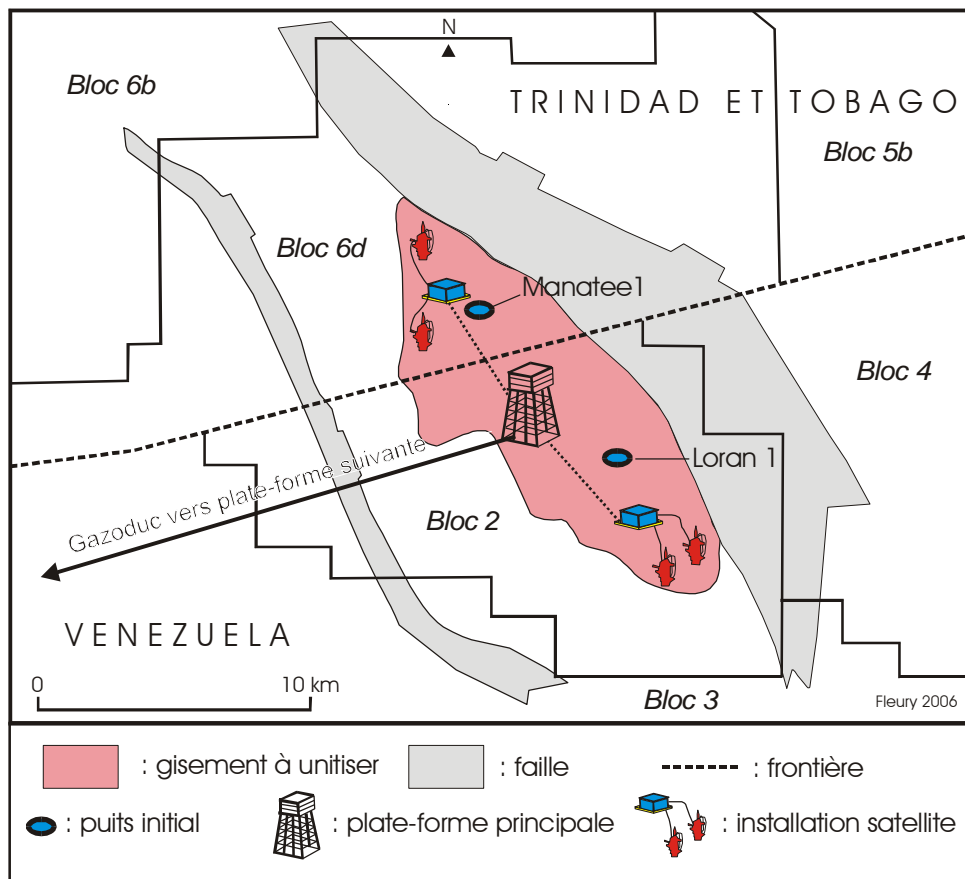 N
Bloc 6b
TRINIDAD ET TOBAGO
Bloc 5b
Bloc 6d
Manatee1
Bloc 4
Loran 1
Gazoduc vers plate-forme suivante
Bloc 2
VENEZUELA
0 10 km
Bloc 3
Fleury 2006
: gisement à unitiser : faille : frontière
: puits initial : plate-forme principale : installation satellite